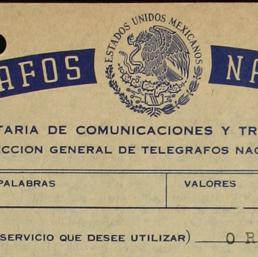 ESTADOS UNIDOS MEXICANOS
AFOS NA
TARIA DE COMUNICACIONES Y TR
ECCION GENERAL DE TELEGRAFOS NAC
PALABRAS VALORES
SERVICIO QUE DESEE UTILIZAR) O R